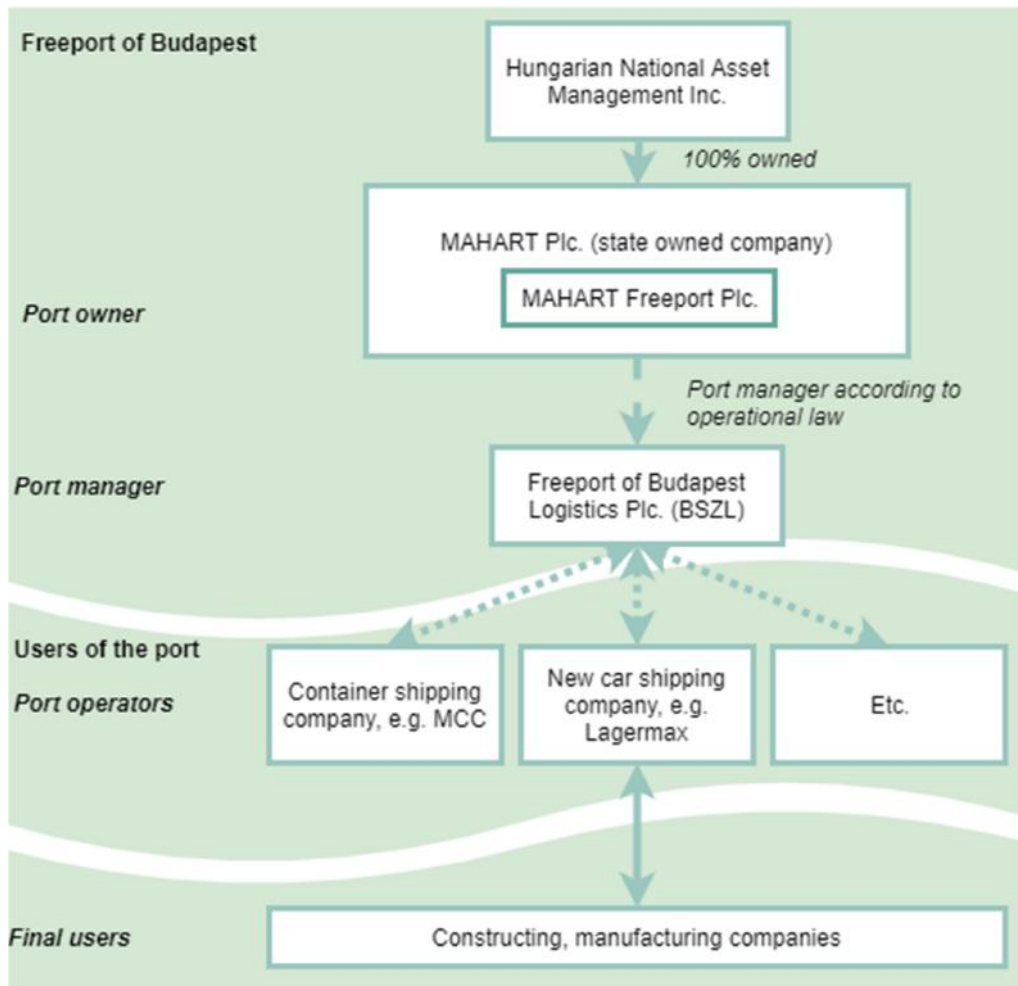 Freeport of Budapest
Hungarian National Asset
Management Inc.
100% owned
MAHART Plc. (state owned company)
MAHART Freeport Plc.
Port owner
Port manager according to
operational law
Port manager
Freeport of Budapest
Logistics Plc. (BSZL)
Users of the port
Port operators
Container shipping
company, e.g. MCC
New car shipping
company, e.g.
Lagermax
Etc.
Final users
Constructing, manufacturing companies